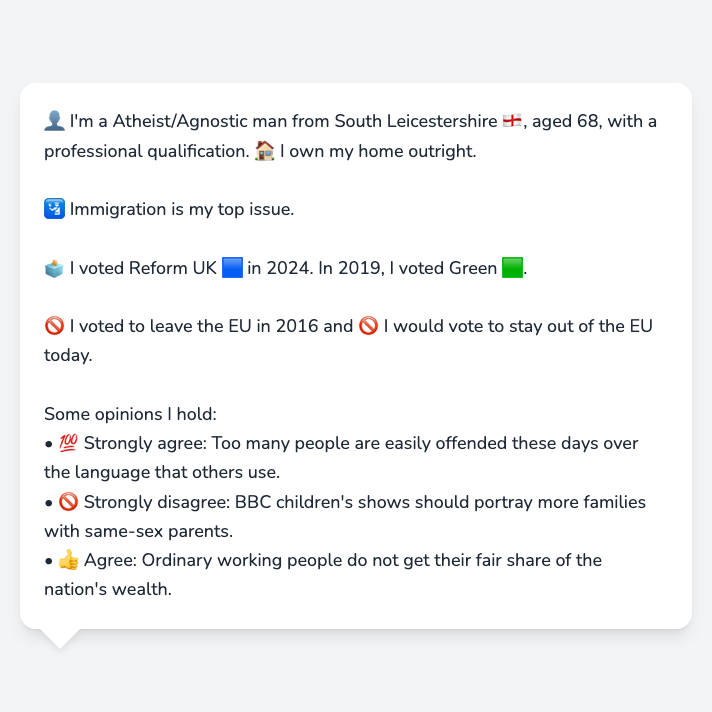 👤 I'm a Atheist/Agnostic man from South Leicestershire 🏴󠁧󠁢󠁥󠁮󠁧󠁿, aged 68, with a
professional qualification. 🏠 I own my home outright.
🛂 Immigration is my top issue.
🗳️ I voted Reform UK 🟦 in 2024. In 2019, I voted Green 🟩.
🚫 I voted to leave the EU in 2016 and 🚫 I would vote to stay out of the EU
today.
Some opinions I hold:
• 💯 Strongly agree: Too many people are easily offended these days over
the language that others use.
• 🚫 Strongly disagree: BBC children's shows should portray more families
with same-sex parents.
• 👍 Agree: Ordinary working people do not get their fair share of the
nation's wealth.